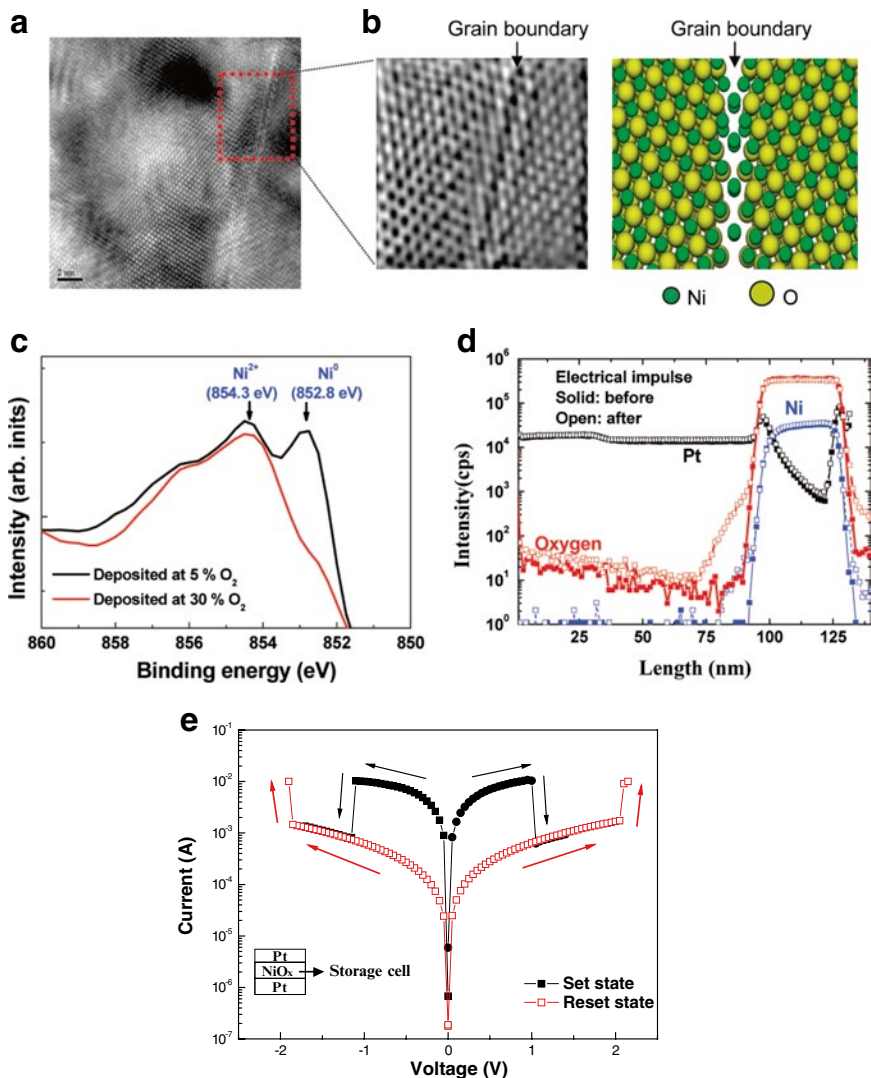 a
2 nm
b
Grain boundary
Grain boundary
Ni
O
c
Ni2+
(854.3 eV)
Ni0
(852.8 eV)
Intensity (arb. inits)
Deposited at 5 % O2
Deposited at 30 % O2
860
858
856
854
852
850
Binding energy (eV)
d
10^6
10^5
10^4
10^3
10^2
10^1
10^0
Intensity(cps)
Electrical impulse
Solid: before
Open: after
Ni
Pt
Oxygen
25
50
75
100
125
Length (nm)
e
10^-1
10^-2
10^-3
10^-4
10^-5
10^-6
10^-7
Current (A)
Pt
NiOx
Storage cell
Pt
Set state
Reset state
-2
-1
0
1
2
Voltage (V)